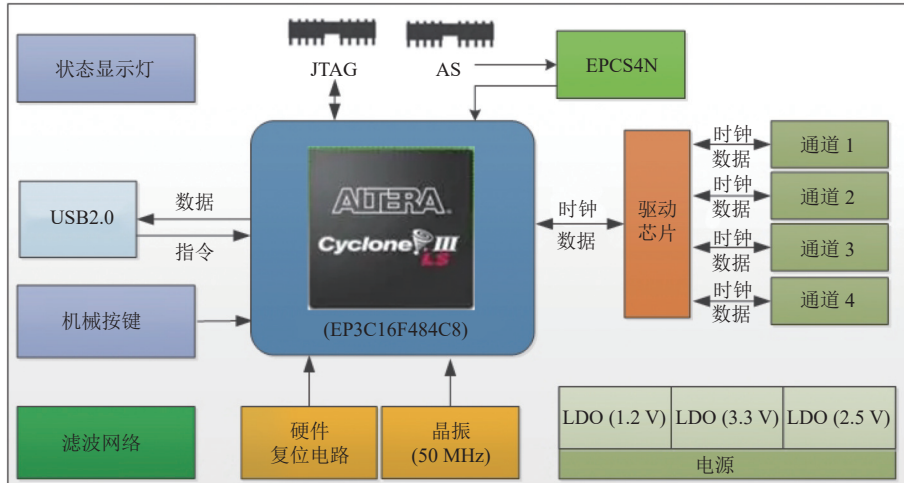 状态显示灯
JTAG
AS
EPCS4N
ALTERA
Cyclone III
LS
(EP3C16F484C8)
USB2.0
数据
指令
机械按键
滤波网络
硬件
复位电路
晶振
(50 MHz)
时钟
数据
驱动
芯片
时钟
数据
通道 1
时钟
数据
通道 2
时钟
数据
通道 3
时钟
数据
通道 4
LDO (1.2 V)
LDO (3.3 V)
LDO (2.5 V)
电源